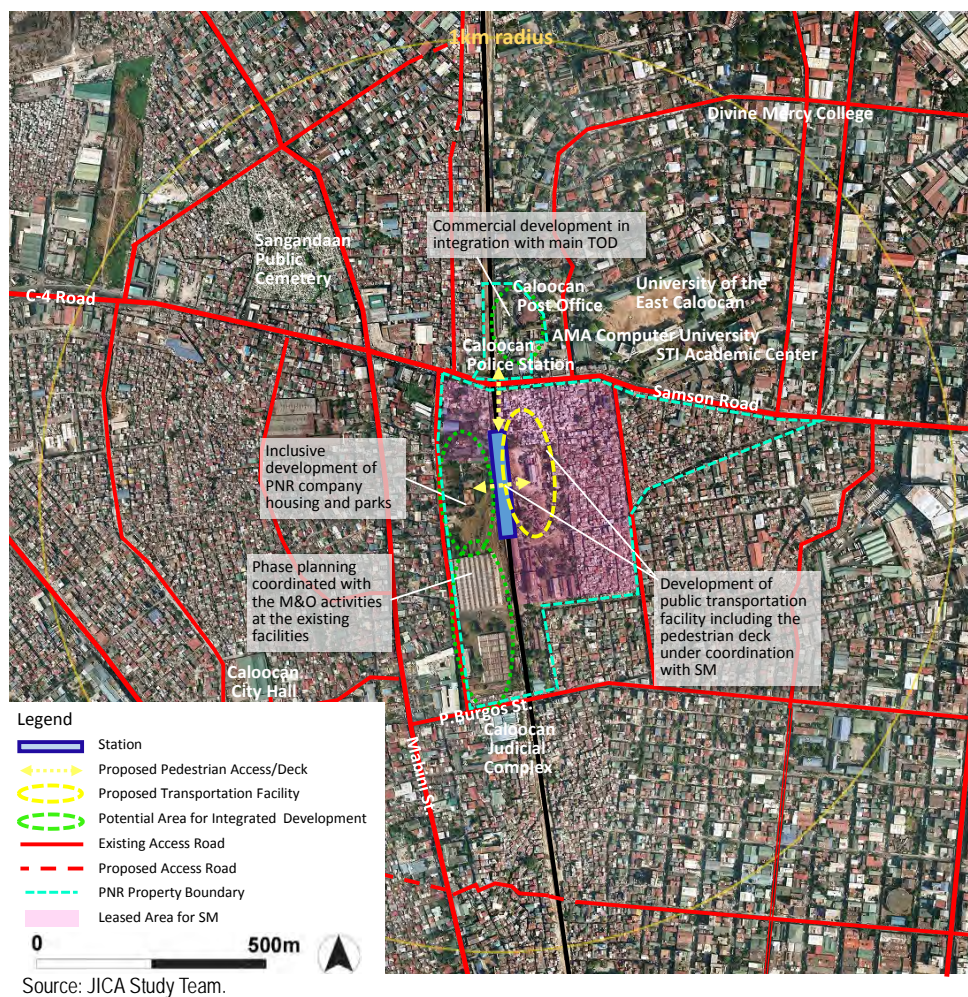 1km radius
Divine Mercy College
Commercial development in
integration with main TOD
Sangandaan
Public
Cemetery
C-4 Road
Caloocan
Post Office
University of the
East Caloocan
AMA Computer University
STI Academic Center
Caloocan
Police Station
Samson Road
Inclusive
development of
PNR company
housing and parks
Phase planning
coordinated with
the M&O activities
at the existing
facilities
Development of
public transportation
facility including the
pedestrian deck
under coordination
with SM
Caloocan
City Hall
P.Burgos St.
Caloocan
Judicial
Complex
Mabini St.
Legend
Station
Proposed Pedestrian Access/Deck
Proposed Transportation Facility
Potential Area for Integrated Development
Existing Access Road
Proposed Access Road
PNR Property Boundary
Leased Area for SM
0 500m
Source: JICA Study Team.